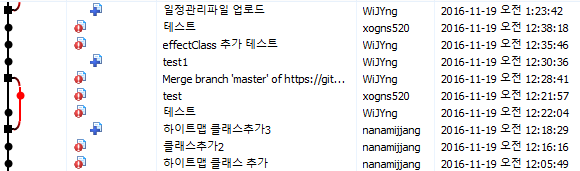 일정관리파일 업로드 WiJYng 2016-11-19 오전 1:23:42
테스트 xogns520 2016-11-19 오전 12:38:18
effectClass 추가 테스트 WiJYng 2016-11-19 오전 12:35:46
test1 WiJYng 2016-11-19 오전 12:30:36
Merge branch 'master' of https://git... WiJYng 2016-11-19 오전 12:28:41
test xogns520 2016-11-19 오전 12:21:57
테스트 WiJYng 2016-11-19 오전 12:22:04
하이트맵 클래스추가3 nanamijjang 2016-11-19 오전 12:18:29
클래스추가2 nanamijjang 2016-11-19 오전 12:16:16
하이트맵 클래스 추가 nanamijjang 2016-11-19 오전 12:05:49